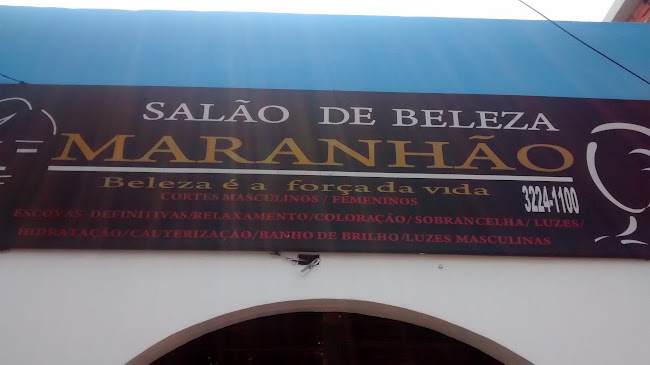 SALÃO DE BELEZA
MARANHÃO
Beleza é a força da vida
3224-1100
CORTES MASCULINOS / FEMENINOS
ESCOVAS DEFINITIVAS/RELAXAMENTO/COLORAÇÃO/SOBRANCELHA/LUZES/
HIDRATAÇÃO/CAUTERIZAÇÃO/BANHO DE BRILHO/LUZES MASCULINAS